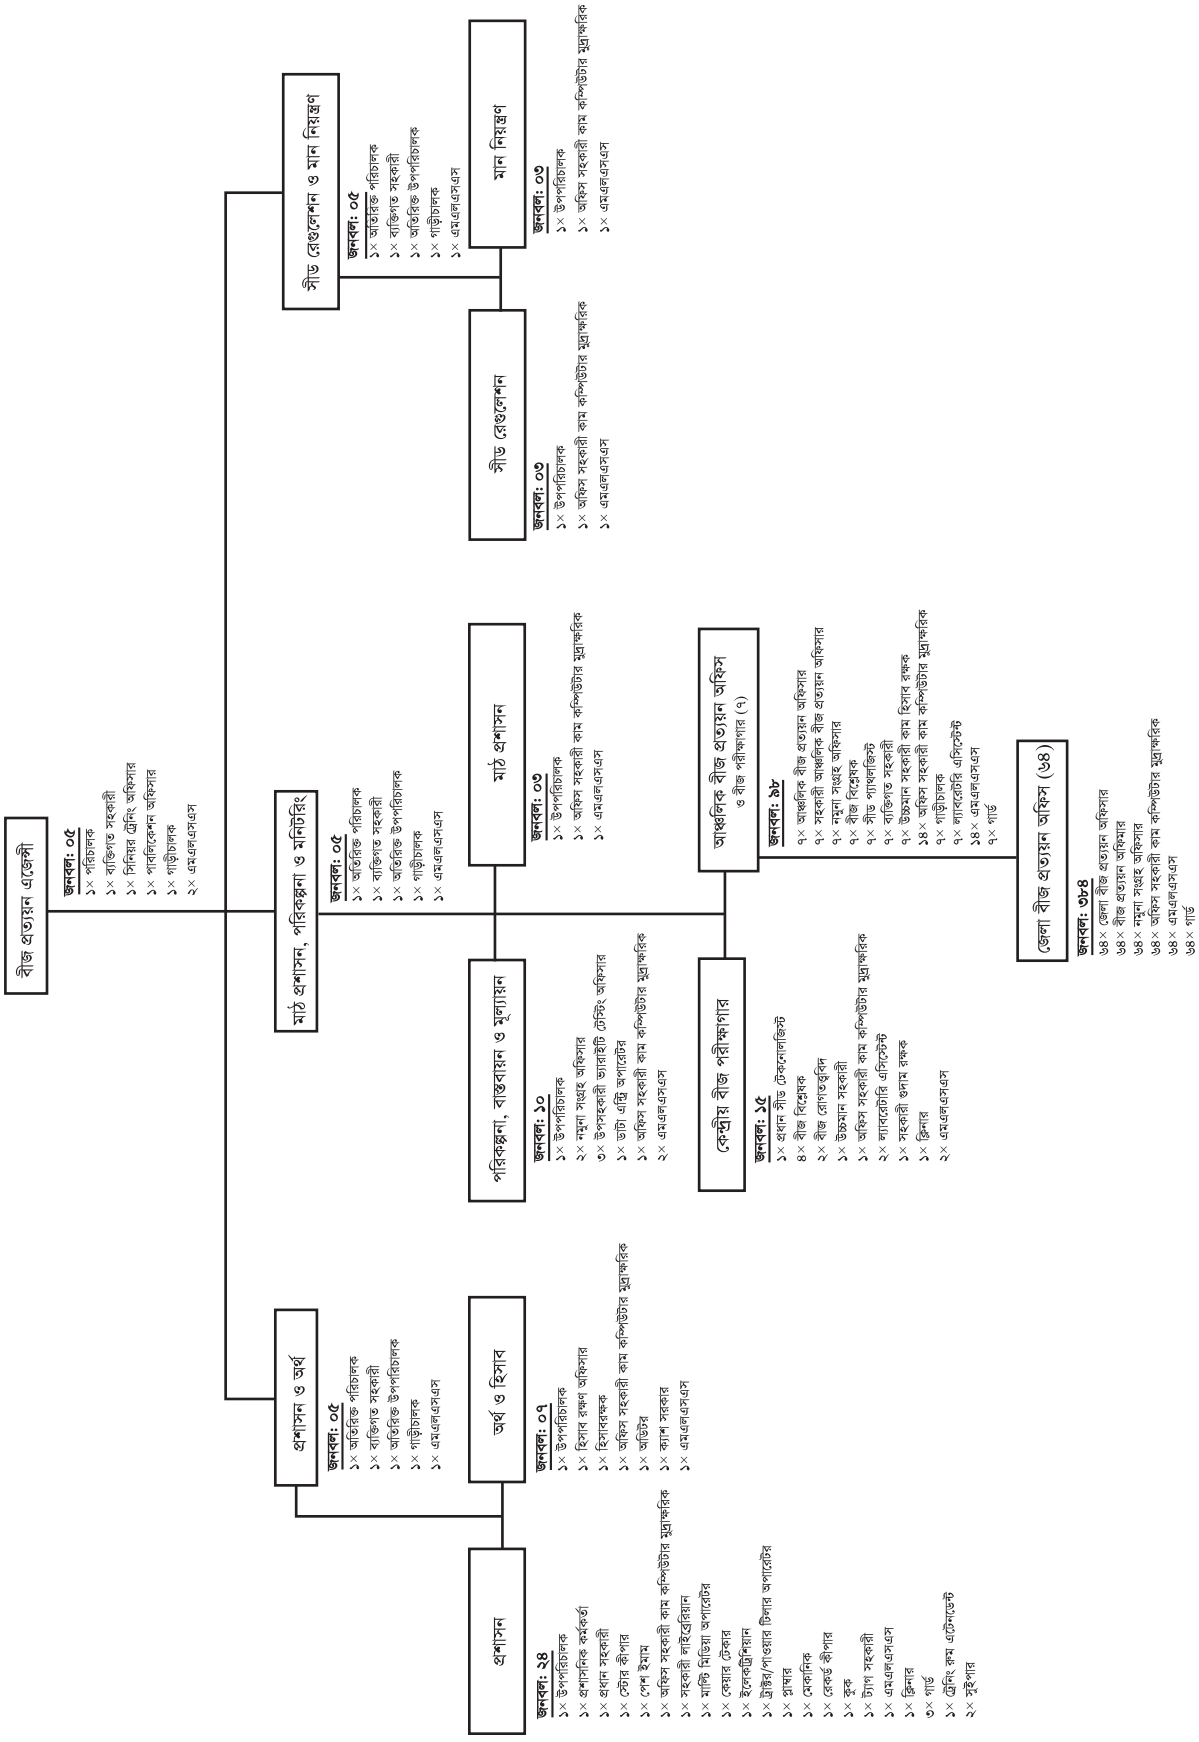 বীজ প্রত্যয়ন এজেন্সী
জনবল: ০৫
১× পরিচালক
১× ব্যক্তিগত সহকারী
১× সিনিয়র ট্রেনিং অফিসার
১× পাবলিকেশন অফিসার
১× গাড়ীচালক
২× এমএলএসএস
প্রশাসন ও অর্থ
জনবল: ০৫
১× অতিরিক্ত পরিচালক
১× ব্যক্তিগত সহকারী
১× অতিরিক্ত উপপরিচালক
১× গাড়ীচালক
১× এমএলএসএস
মাঠ প্রশাসন, পরিকল্পনা ও মনিটরিং
জনবল: ০৫
১× অতিরিক্ত পরিচালক
১× ব্যক্তিগত সহকারী
১× অতিরিক্ত উপপরিচালক
১× গাড়ীচালক
১× এমএলএসএস
সীড রেগুলেশন ও মান নিয়ন্ত্রণ
জনবল: ০৫
১× অতিরিক্ত পরিচালক
১× ব্যক্তিগত সহকারী
১× অতিরিক্ত উপপরিচালক
১× গাড়ীচালক
১× এমএলএসএস
প্রশাসন
জনবল: ২৪
১× উপপরিচালক
১× প্রশাসনিক কর্মকর্তা
১× প্রধান সহকারী
১× স্টোর কীপার
১× পেশ ইমাম
১× অফিস সহকারী কাম কম্পিউটার মুদ্রাক্ষরিক
১× সহকারী লাইব্রেরিয়ান
১× মাল্টি মিডিয়া অপারেটর
১× কেয়ার টেকার
১× ইলেকট্রিশিয়ান
১× ট্রাক্টর/পাওয়ার টিলার অপারেটর
১× প্লাম্বার
১× মেকানিক
১× রেকর্ড কীপার
১× কুক
১× ট্যাগ সহকারী
১× এমএলএসএস
১× ক্লিনার
৩× গার্ড
১× ট্রেনিং রুম এটেনডেন্ট
২× সুইপার
অর্থ ও হিসাব
জনবল: ০৭
১× উপপরিচালক
১× হিসাব রক্ষণ অফিসার
১× হিসাবরক্ষক
১× অফিস সহকারী কাম কম্পিউটার মুদ্রাক্ষরিক
১× অডিটর
১× ক্যাশ সরকার
১× এমএলএসএস
পরিকল্পনা, বাস্তবায়ন ও মূল্যায়ন
জনবল: ১০
১× উপপরিচালক
২× নমুনা সংগ্রহ অফিসার
৩× উপসহকারী ভ্যারাইটি টেস্টিং অফিসার
১× ডাটা এন্ট্রি অপারেটর
১× অফিস সহকারী কাম কম্পিউটার মুদ্রাক্ষরিক
২× এমএলএসএস
মাঠ প্রশাসন
জনবল: ০৩
১× উপপরিচালক
১× অফিস সহকারী কাম কম্পিউটার মুদ্রাক্ষরিক
১× এমএলএসএস
সীড রেগুলেশন
জনবল: ০৩
১× উপপরিচালক
১× অফিস সহকারী কাম কম্পিউটার মুদ্রাক্ষরিক
১× এমএলএসএস
মান নিয়ন্ত্রণ
জনবল: ০৩
১× উপপরিচালক
১× অফিস সহকারী কাম কম্পিউটার মুদ্রাক্ষরিক
১× এমএলএসএস
কেন্দ্রীয় বীজ পরীক্ষাগার
জনবল: ১৫
১× প্রধান সীড টেকনোলজিস্ট
৪× বীজ বিশ্লেষক
২× বীজ রোগতত্ত্ববিদ
১× উচ্চমান সহকারী
১× অফিস সহকারী কাম কম্পিউটার মুদ্রাক্ষরিক
২× ল্যাবরেটরি এসিস্টেন্ট
১× সহকারী গুদাম রক্ষক
১× ক্লিনার
২× এমএলএসএস
আঞ্চলিক বীজ প্রত্যয়ন অফিস
ও বীজ পরীক্ষাগার (৭)
জনবল: ৯৮
৭× আঞ্চলিক বীজ প্রত্যয়ন অফিসার
৭× সহকারী আঞ্চলিক বীজ প্রত্যয়ন অফিসার
৭× নমুনা সংগ্রহ অফিসার
৭× বীজ বিশ্লেষক
৭× সীড প্যাথলজিস্ট
৭× ব্যক্তিগত সহকারী
৭× উচ্চমান সহকারী কাম হিসাব রক্ষক
১৪× অফিস সহকারী কাম কম্পিউটার মুদ্রাক্ষরিক
৭× গাড়ীচালক
৭× ল্যাবরেটরি এসিস্টেন্ট
১৪× এমএলএসএস
৭× গার্ড
জেলা বীজ প্রত্যয়ন অফিস (৬৪)
জনবল: ৩৮৪
৬৪× জেলা বীজ প্রত্যয়ন অফিসার
৬৪× বীজ প্রত্যয়ন অফিসার
৬৪× নমুনা সংগ্রহ অফিসার
৬৪× অফিস সহকারী কাম কম্পিউটার মুদ্রাক্ষরিক
৬৪× এমএলএসএস
৬৪× গার্ড